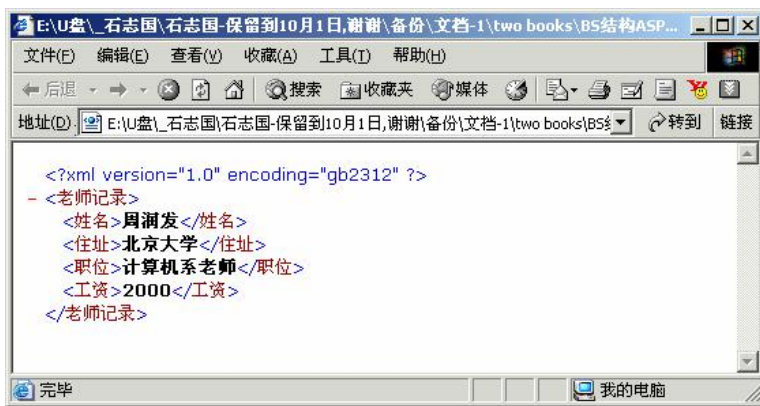 E:\U盘\_石志国\石志国-保留到10月1日,谢谢\备份\文档-1\two books\BS结构ASP...
文件(F) 编辑(E) 查看(V) 收藏(A) 工具(T) 帮助(H)
后退 搜索 收藏夹 媒体
地址(D) E:\U盘\_石志国\石志国-保留到10月1日,谢谢\备份\文档-1\two books\BS 转到 链接
<?xml version="1.0" encoding="gb2312" ?>
- <老师记录>
<姓名>周润发</姓名>
<住址>北京大学</住址>
<职位>计算机系老师</职位>
<工资>2000</工资>
</老师记录>
完毕 我的电脑